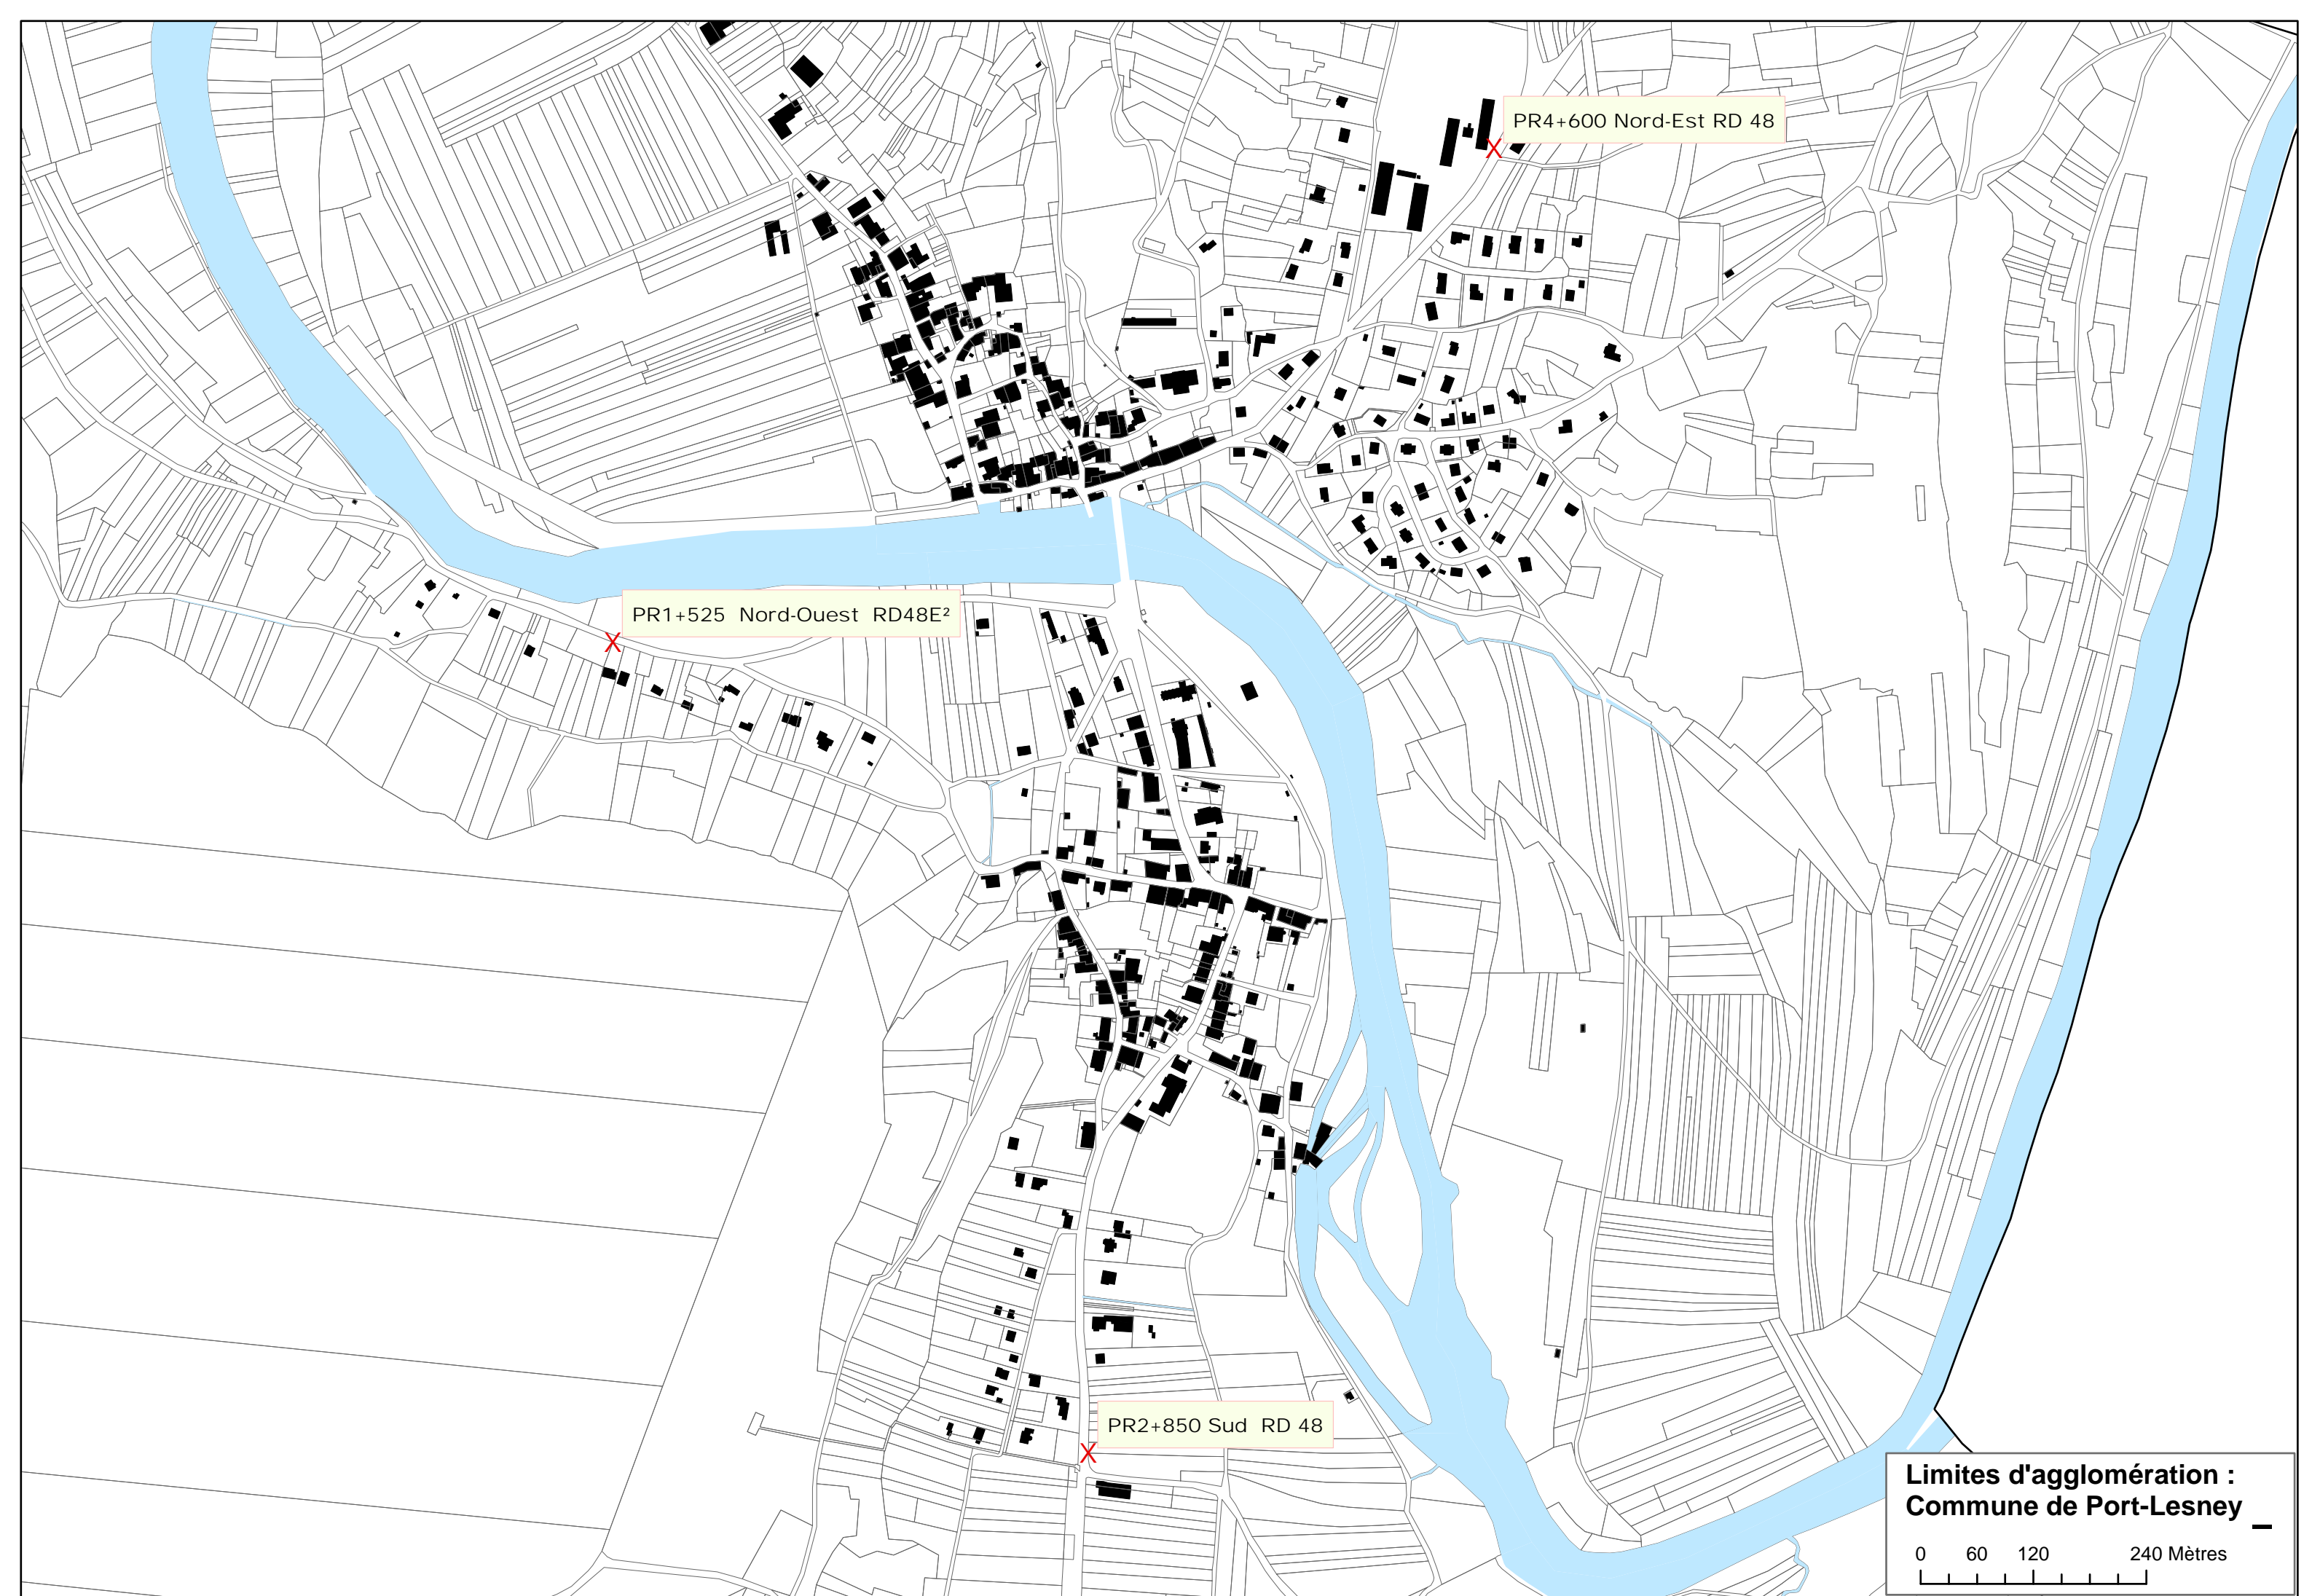 PR4+600 Nord-Est RD 48
PR1+525 Nord-Ouest RD48E²
PR2+850 Sud RD 48
Limites d'agglomération :
Commune de Port-Lesney
0 60 120 240 Mètres